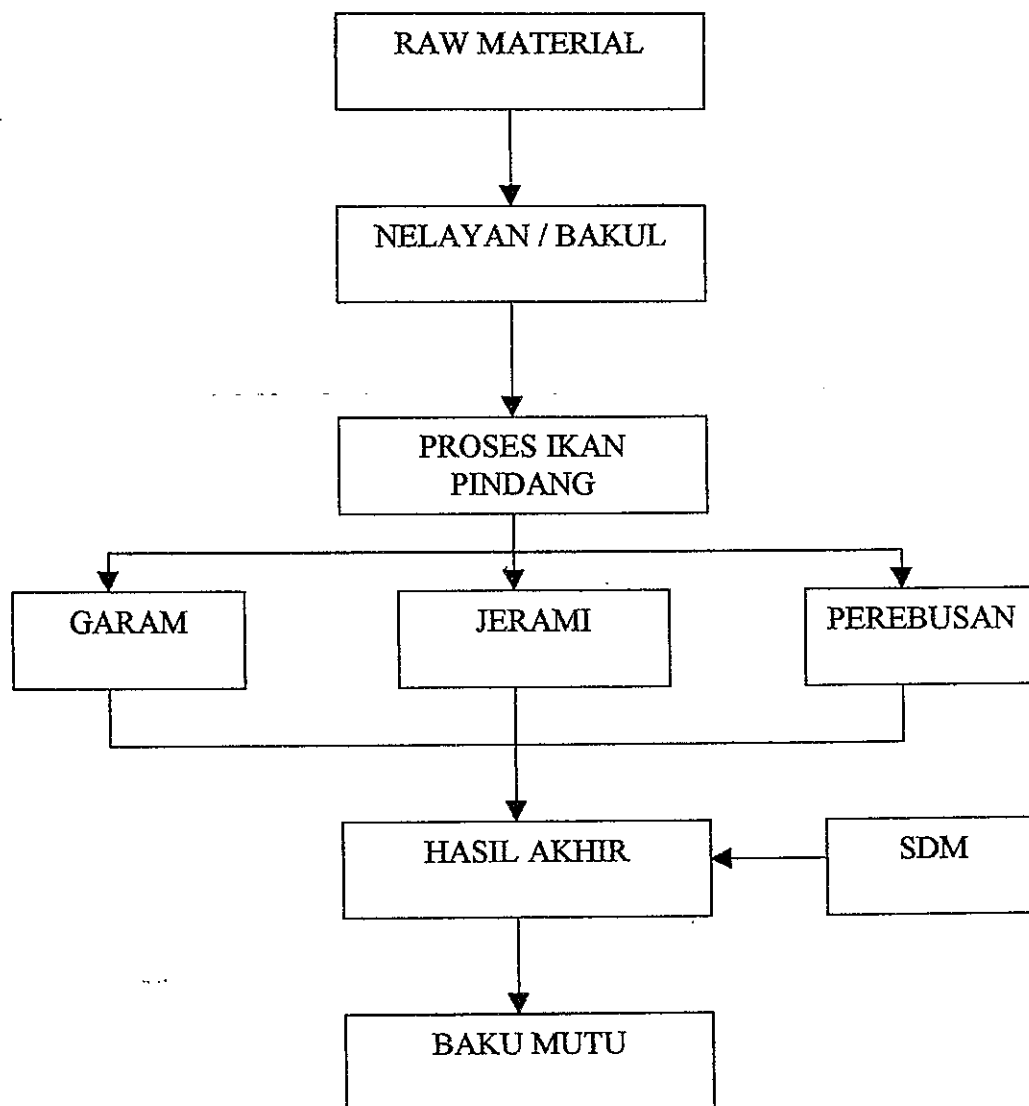 RAW MATERIAL
NELAYAN / BAKUL
PROSES IKAN
PINDANG
GARAM
JERAMI
PEREBUSAN
HASIL AKHIR
SDM
BAKU MUTU